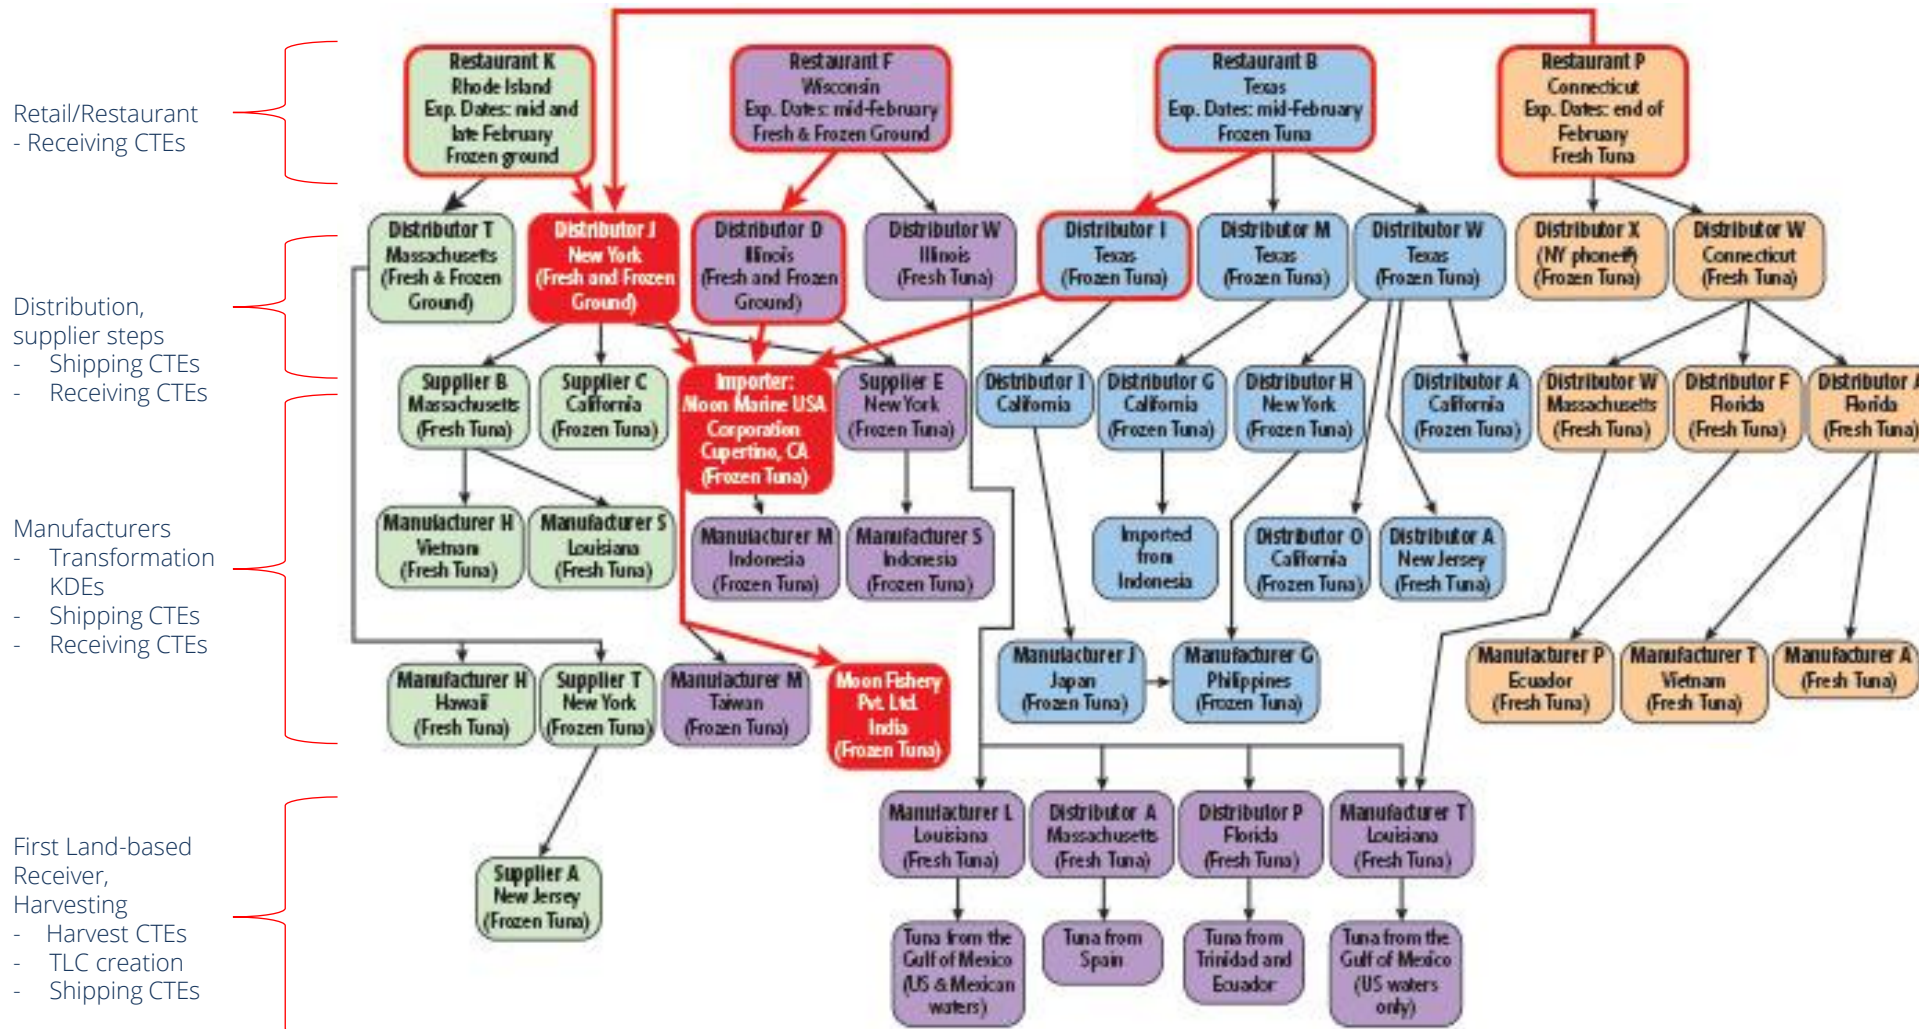 Retail/Restaurant
- Receiving CTEs
Distribution,
supplier steps
- Shipping CTEs
- Receiving CTEs
Manufacturers
- Transformation
KDEs
- Shipping CTEs
- Receiving CTEs
First Land-based
Receiver,
Harvesting
- Harvest CTEs
- TLC creation
- Shipping CTEs
Restaurant K
Rhode Island
Exp. Dates: mid and
late February
Frozen ground
Restaurant F
Wisconsin
Exp. Dates: mid-February
Fresh & Frozen Ground
Restaurant B
Texas
Exp. Dates: mid-February
Frozen Tuna
Restaurant P
Connecticut
Exp. Dates: end of
February
Fresh Tuna
Distributor T
Massachusetts
(Fresh & Frozen
Ground)
Distributor J
New York
(Fresh and Frozen
Ground)
Distributor D
Illinois
(Fresh and Frozen
Ground)
Distributor W
Illinois
(Fresh Tuna)
Distributor I
Texas
(Frozen Tuna)
Distributor M
Texas
(Frozen Tuna)
Distributor W
Texas
(Frozen Tuna)
Distributor X
(NY phone#)
(Frozen Tuna)
Distributor W
Connecticut
(Fresh Tuna)
Supplier B
Massachusetts
(Fresh Tuna)
Supplier C
California
(Frozen Tuna)
Importer:
Moon Marine USA
Corporation
Cupertino, CA
(Frozen Tuna)
Supplier E
New York
(Frozen Tuna)
Distributor I
California
Distributor G
California
(Frozen Tuna)
Distributor H
New York
(Frozen Tuna)
Distributor A
California
(Frozen Tuna)
Distributor W
Massachusetts
(Fresh Tuna)
Distributor F
Florida
(Fresh Tuna)
Distributor
Florida
(Fresh Tuna)
Manufacturer H
Vietnam
(Fresh Tuna)
Manufacturer S
Louisiana
(Fresh Tuna)
Manufacturer M
Indonesia
(Frozen Tuna)
Manufacturer S
Indonesia
(Frozen Tuna)
Imported
from
Indonesia
Distributor O
California
(Frozen Tuna)
Distributor A
New Jersey
(Fresh Tuna)
Manufacturer H
Hawaii
(Fresh Tuna)
Supplier T
New York
(Frozen Tuna)
Manufacturer M
Taiwan
(Frozen Tuna)
Moon Fishery
Pvt. Ltd.
India
(Frozen Tuna)
Manufacturer J
Japan
(Frozen Tuna)
Manufacturer G
Philippines
(Frozen Tuna)
Manufacturer P
Ecuador
(Fresh Tuna)
Manufacturer T
Vietnam
(Fresh Tuna)
Manufacturer A
(Fresh Tuna)
Supplier A
New Jersey
(Frozen Tuna)
Manufacturer L
Louisiana
(Fresh Tuna)
Distributor A
Massachusetts
(Fresh Tuna)
Distributor P
Florida
(Fresh Tuna)
Manufacturer T
Louisiana
(Fresh Tuna)
Tuna from the
Gulf of Mexico
(US & Mexican
waters)
Tuna from
Spain
Tuna from
Trinidad and
Ecuador
Tuna from the
Gulf of Mexico
(US waters
only)